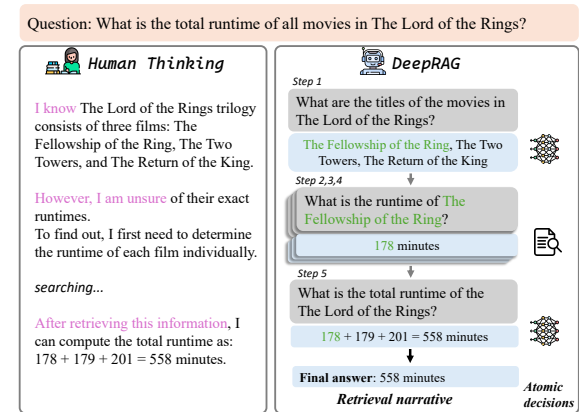 Question: What is the total runtime of all movies in The Lord of the Rings?
Human Thinking
I know The Lord of the Rings trilogy
consists of three films: The
Fellowship of the Ring, The Two
Towers, and The Return of the King.
However, I am unsure of their exact
runtimes.
To find out, I first need to determine
the runtime of each film individually.
searching...
After retrieving this information, I
can compute the total runtime as:
178 + 179 + 201 = 558 minutes.
DeepRAG
Step 1
What are the titles of the movies in
The Lord of the Rings?
The Fellowship of the Ring, The Two
Towers, The Return of the King
Step 2,3,4
What is the runtime of The
Fellowship of the Ring?
178 minutes
Step 5
What is the total runtime of the
The Lord of the Rings?
178 + 179 + 201 = 558 minutes
Final answer: 558 minutes
Retrieval narrative
Atomic
decisions